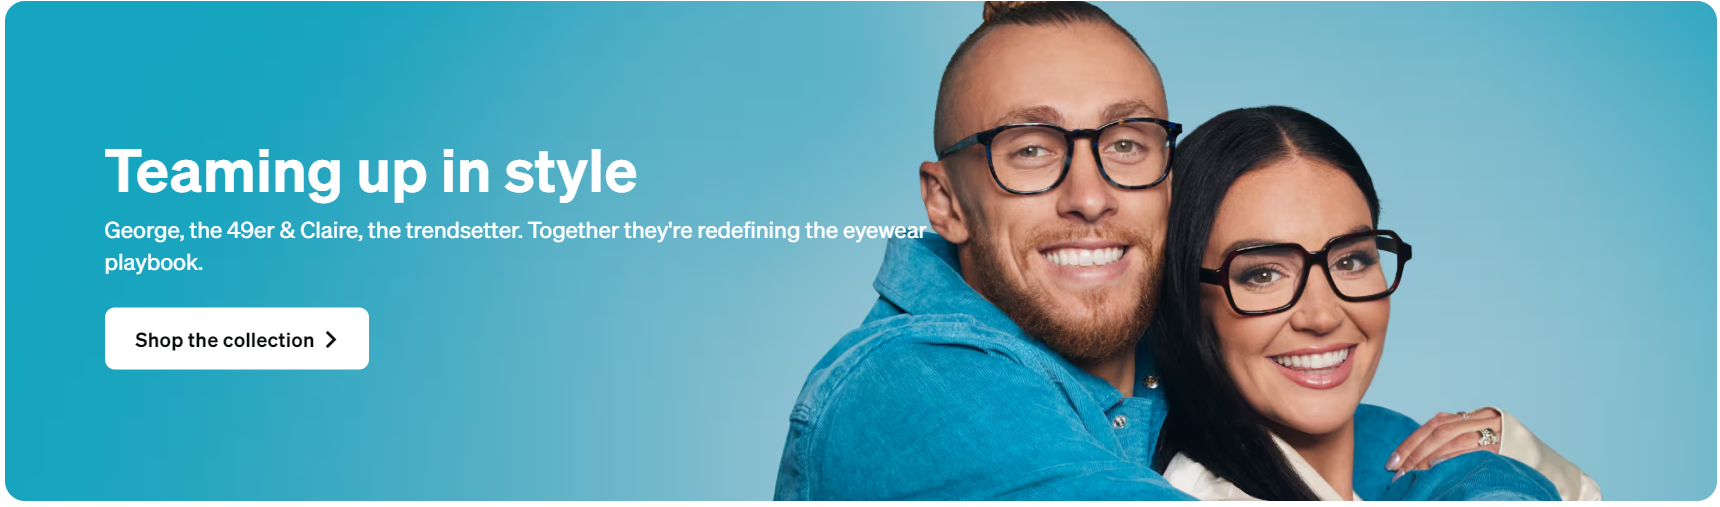 Teaming up in style
George, the 49er & Claire, the trendsetter. Together they're redefining the eyewear
playbook.
Shop the collection